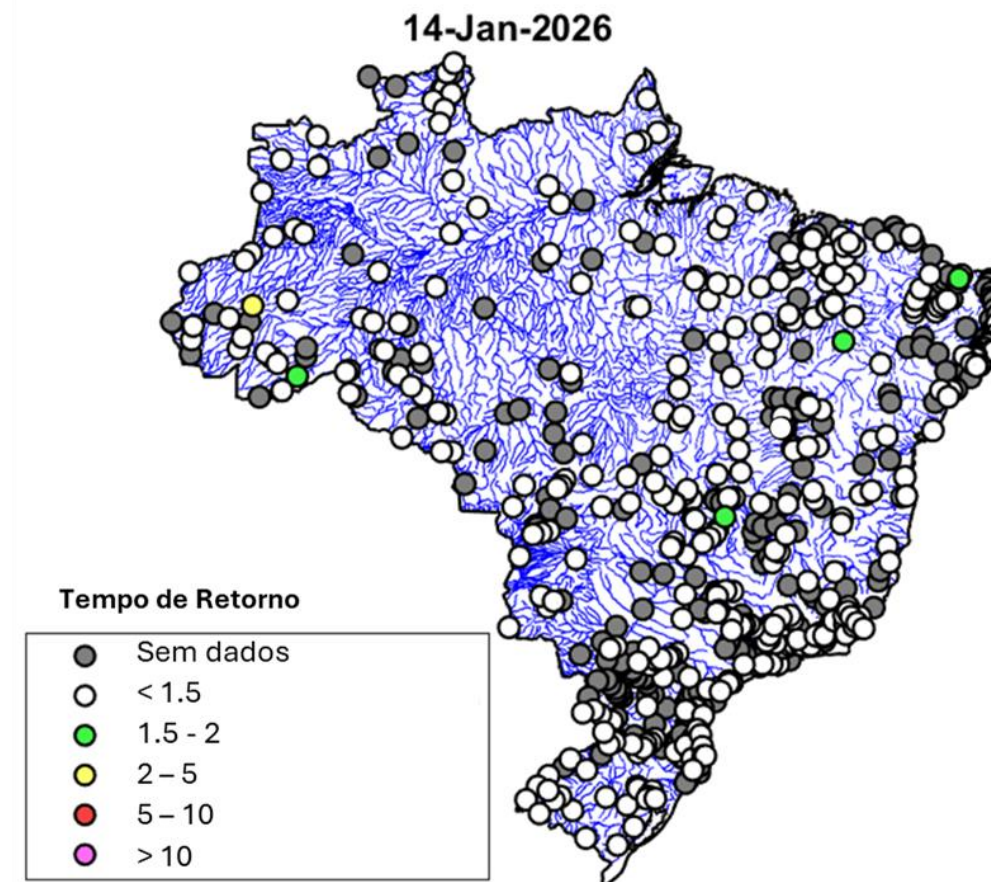 14-Jan-2026
Tempo de Retorno
Sem dados
< 1.5
1.5 - 2
2 – 5
5 – 10
> 10